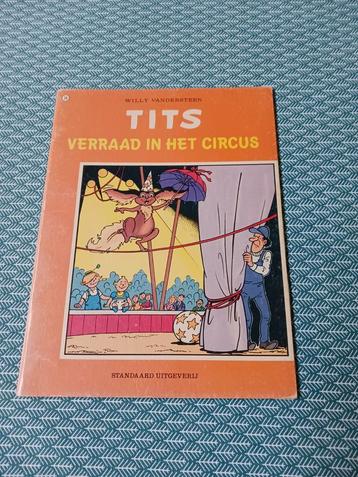 WILLY VANDERSTEEN
TITS
VERRAAD IN HET CIRCUS
STANDAARD UITGEVERIJ